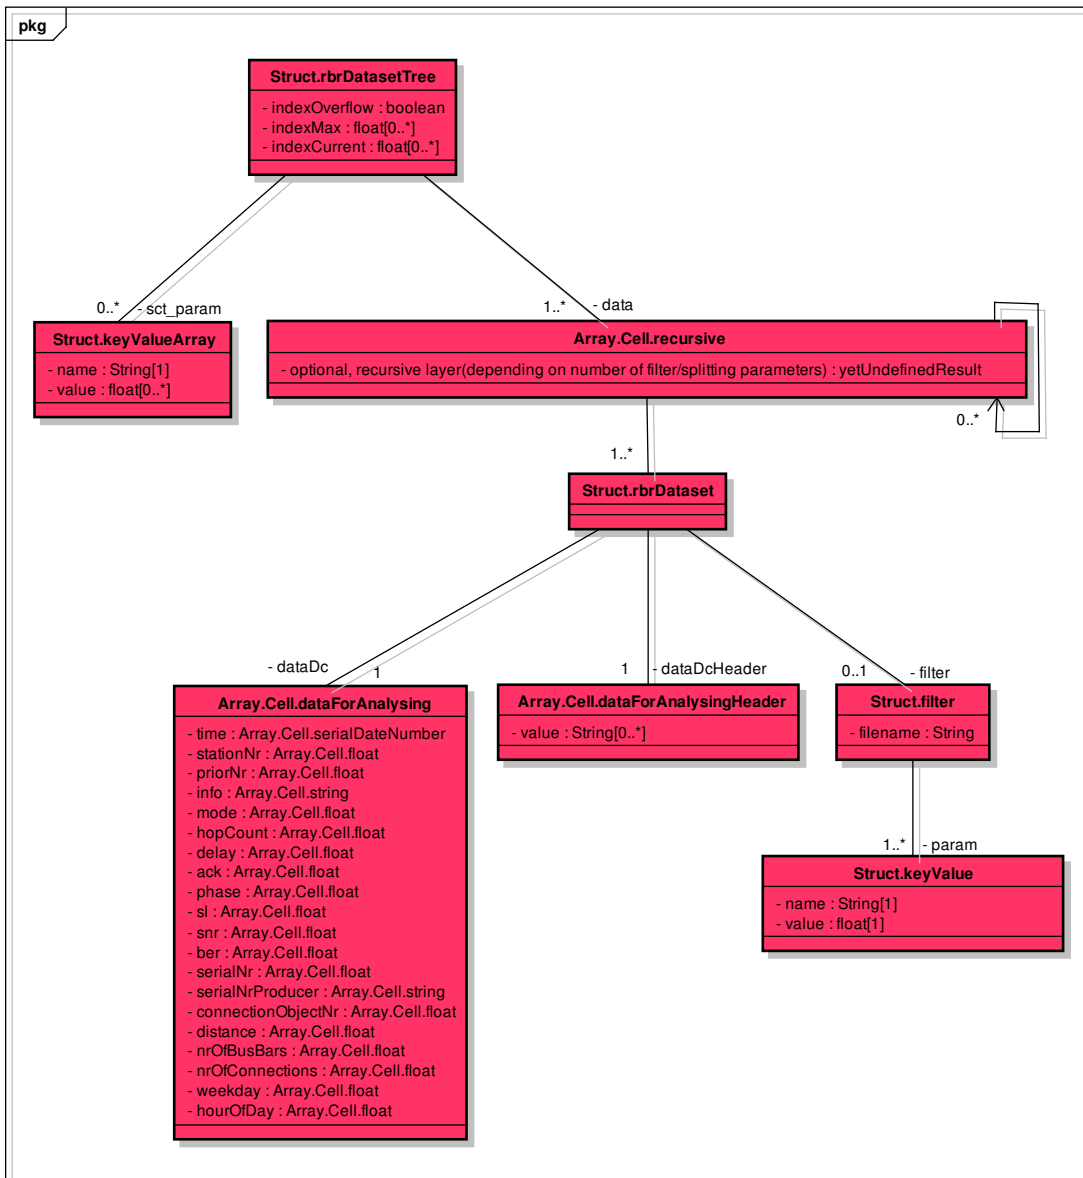 pkg
Struct.rbrDatasetTree
- indexOverflow : boolean
- indexMax : float[0..*]
- indexCurrent : float[0..*]
0..* - sct_param
1..* - data
Struct.keyValueArray
- name : String[1]
- value : float[0..*]
Array.Cell.recursive
- optional, recursive layer(depending on number of filter/splitting parameters) : yetUndefinedResult
0..*
1..*
Struct.rbrDataset
- dataDc 1
1 - dataDcHeader
0..1 - filter
Array.Cell.dataForAnalysing
- time : Array.Cell.serialDateNumber
- stationNr : Array.Cell.float
- priorNr : Array.Cell.float
- info : Array.Cell.string
- mode : Array.Cell.float
- hopCount : Array.Cell.float
- delay : Array.Cell.float
- ack : Array.Cell.float
- phase : Array.Cell.float
- sl : Array.Cell.float
- snr : Array.Cell.float
- ber : Array.Cell.float
- serialNr : Array.Cell.float
- serialNrProducer : Array.Cell.string
- connectionObjectNr : Array.Cell.float
- distance : Array.Cell.float
- nrOfBusBars : Array.Cell.float
- nrOfConnections : Array.Cell.float
- weekday : Array.Cell.float
- hourOfDay : Array.Cell.float
Array.Cell.dataForAnalysingHeader
- value : String[0..*]
Struct.filter
- filename : String
1..* - param
Struct.keyValue
- name : String[1]
- value : float[1]